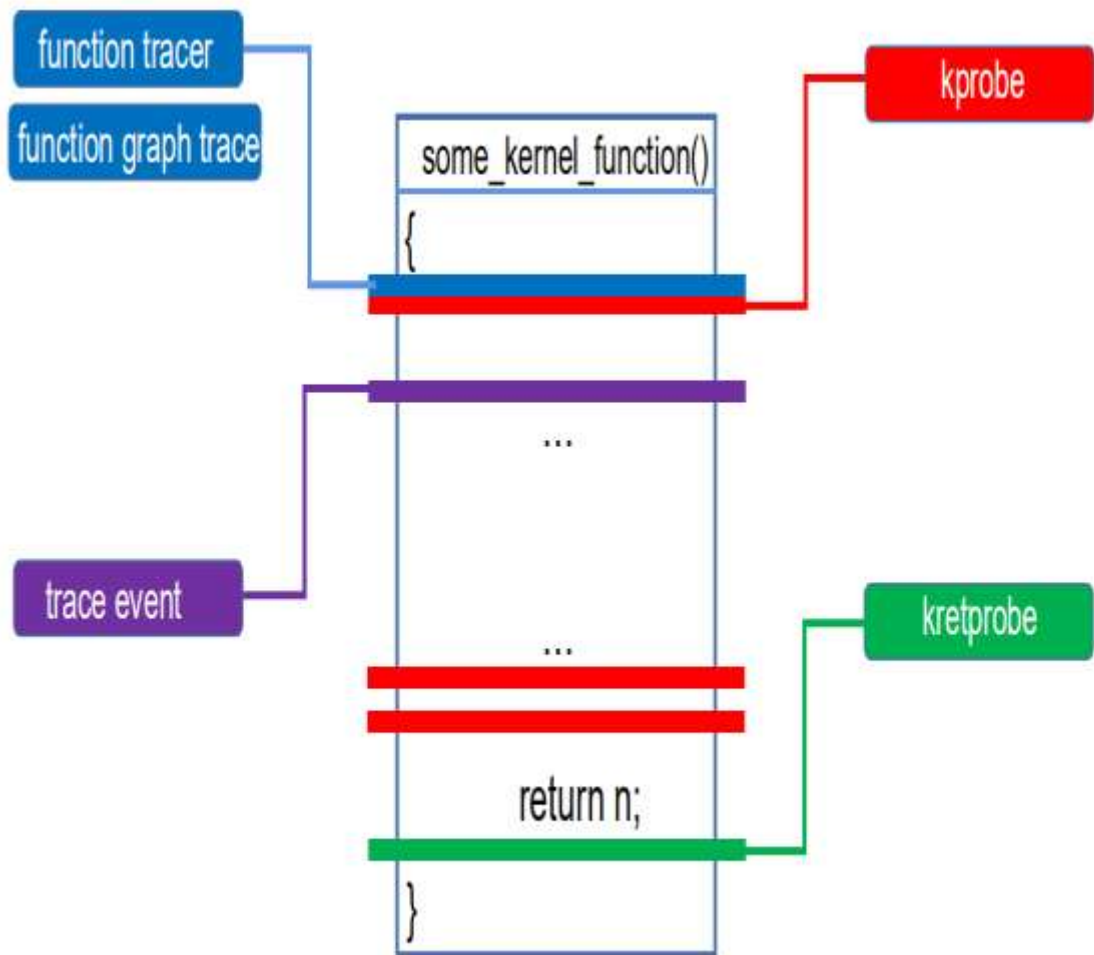 function tracer
function graph trace
kprobe
some_kernel_function()
{
...
trace event
...
kretprobe
return n;
}